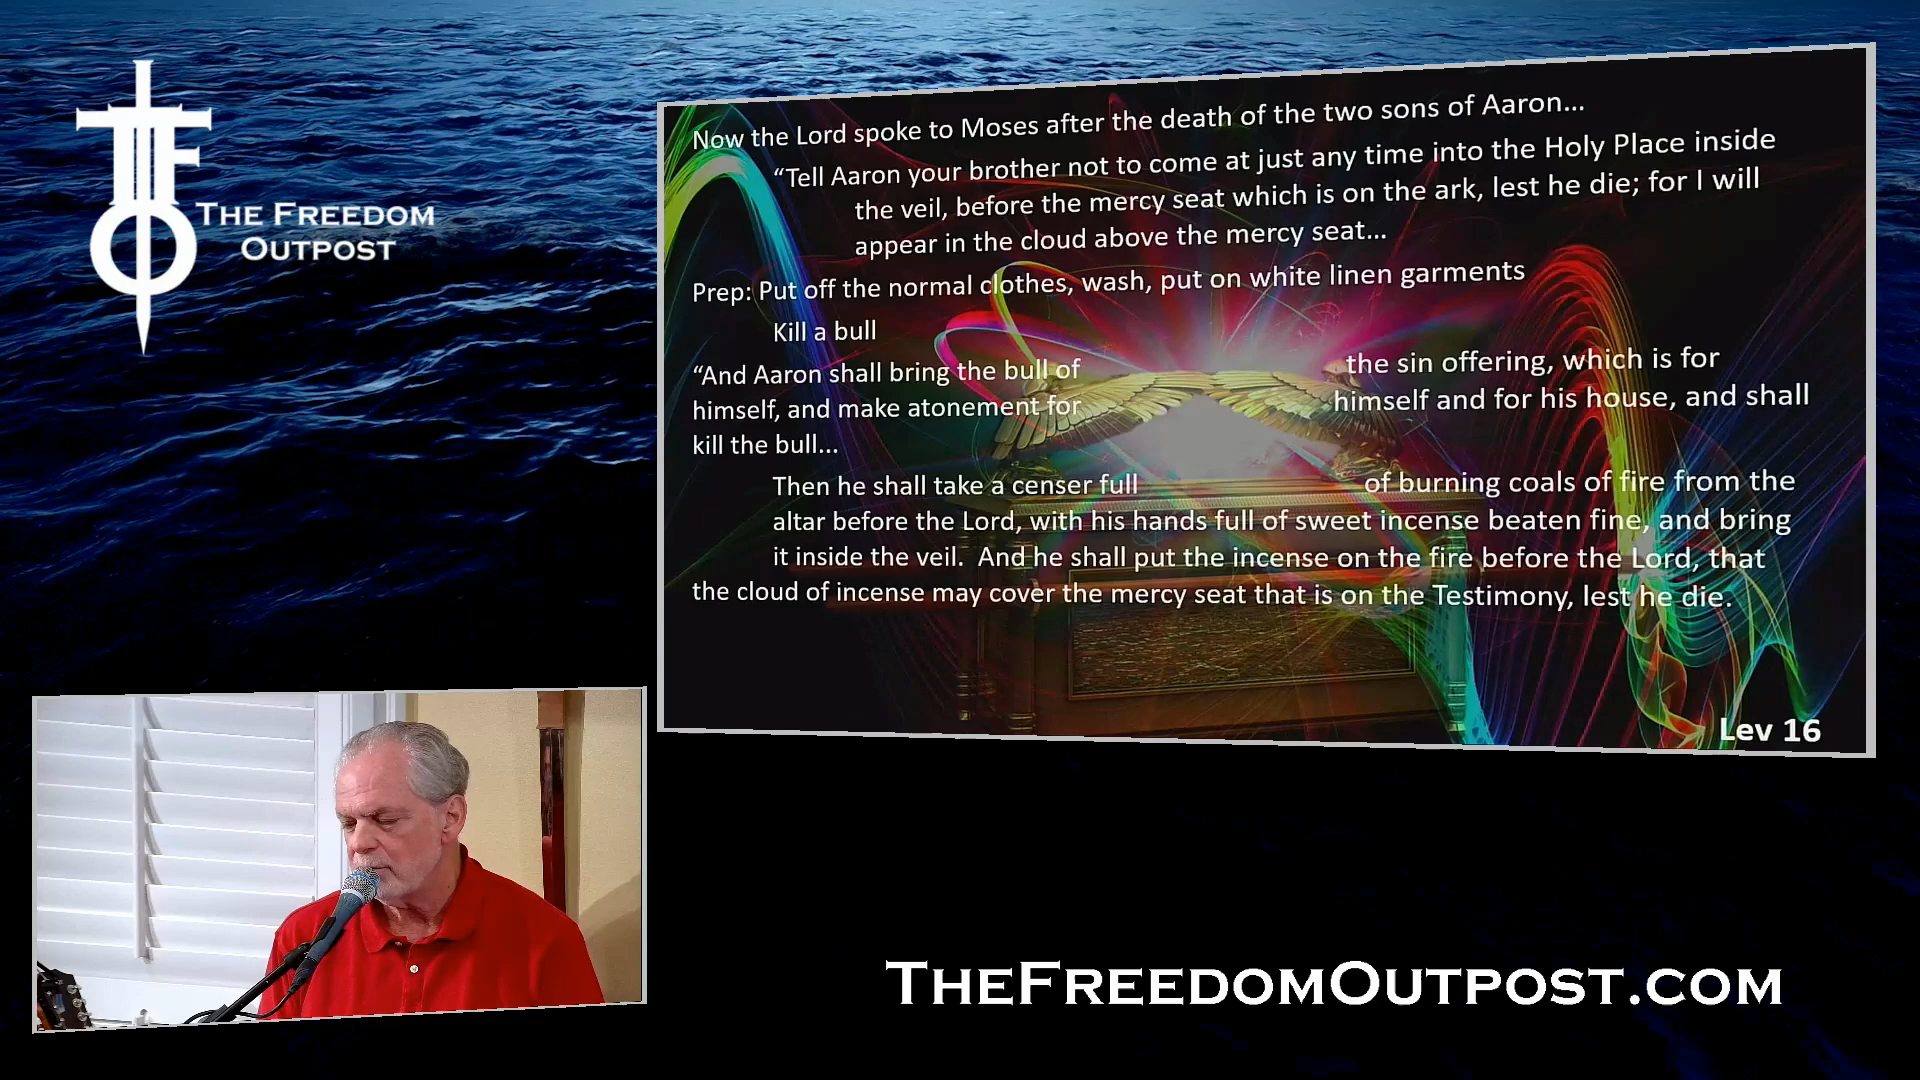 THE FREEDOM
OUTPOST
Now the Lord spoke to Moses after the death of the two sons of Aaron...
“Tell Aaron your brother not to come at just any time into the Holy Place inside
the veil, before the mercy seat which is on the ark, lest he die; for I will
appear in the cloud above the mercy seat...
Prep: Put off the normal clothes, wash, put on white linen garments
Kill a bull
“And Aaron shall bring the bull of the sin offering, which is for
himself, and make atonement for himself and for his house, and shall
kill the bull...
Then he shall take a censer full of burning coals of fire from the
altar before the Lord, with his hands full of sweet incense beaten fine, and bring
it inside the veil. And he shall put the incense on the fire before the Lord, that
the cloud of incense may cover the mercy seat that is on the Testimony, lest he die.
Lev 16
THEFREEDOMOUTPOST.COM